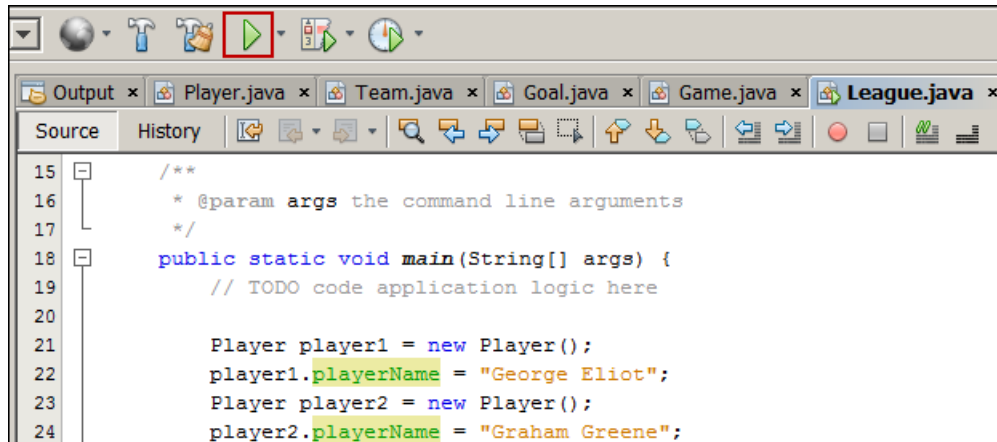 Output Player.java Team.java Goal.java Game.java League.java
Source History
15 /**
16 * @param args the command line arguments
17 */
18 public static void main(String[] args) {
19 // TODO code application logic here
20
21 Player player1 = new Player();
22 player1.playerName = "George Eliot";
23 Player player2 = new Player();
24 player2.playerName = "Graham Greene";